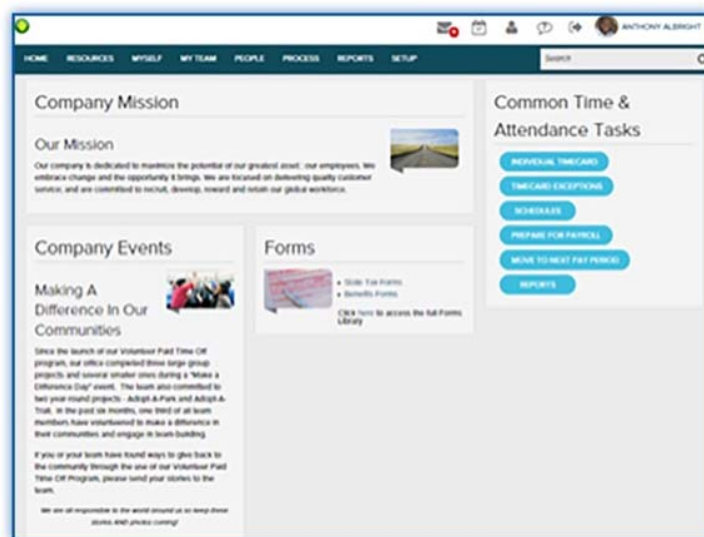 ANTHONY ALBRIGHT
HOME RESOURCES MYSELF MY TEAM PEOPLE PROCESS REPORTS SETUP Search
Company Mission
Our Mission
Our company is dedicated to maximize the potential of our greatest asset: our employees. We
embrace change and the opportunity it brings. We are focused on delivering quality customer
service, and are committed to recruit, develop, reward and retain our global workforce.
Company Events
Making A
Difference In Our
Communities
Since the launch of our Volunteer Paid Time Off
program, our office completed three large group
projects and several smaller ones during a "Make a
Difference Day" event. The team also committed to
two year-round projects - Adopt-A-Park and Adopt-A-
Trail. In the past six months, one third of all team
members have volunteered to make a difference in
their communities and engage in team-building.
If you or your team have found ways to give back to
the community through the use of our Volunteer Paid
Time Off Program, please send your stories to the
team.
We are all responsible to the world around us so keep those
stories AND photos coming!
Forms
State Tax Forms
Benefits Forms
Click here to access the full Forms
Library
Common Time &
Attendance Tasks
INDIVIDUAL TIMECARD
TIMECARD EXCEPTIONS
SCHEDULES
PREPARE FOR PAYROLL
MOVE TO NEXT PAY PERIOD
REPORTS